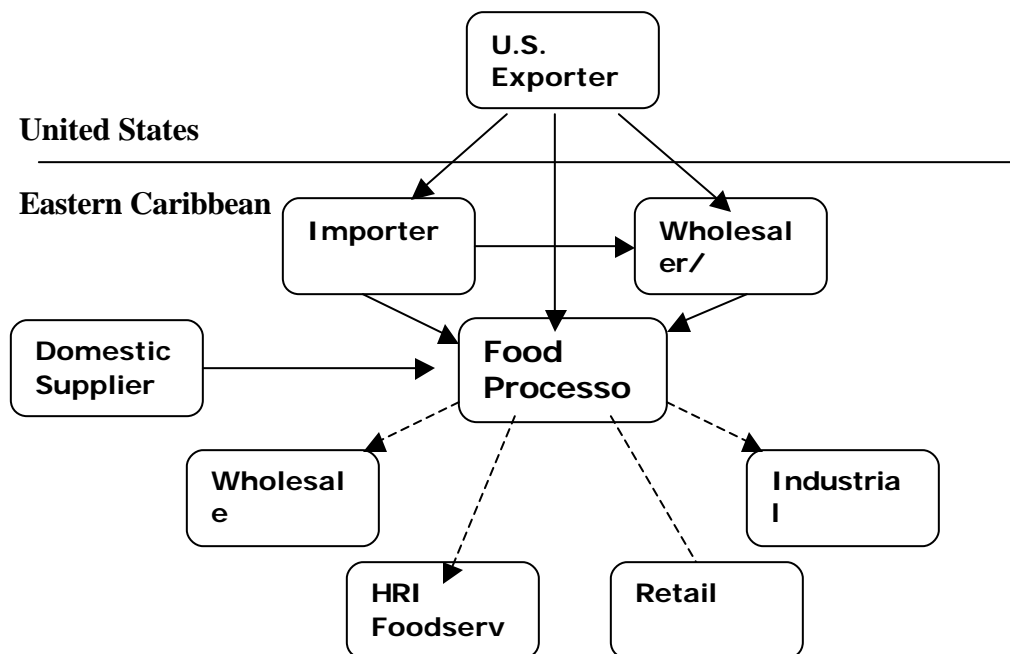 U.S.
Exporter
United States
Eastern Caribbean
Importer
Wholesal
er/
Domestic
Supplier
Food
Processo
Wholesal
e
Industria
l
HRI
Foodserv
Retail